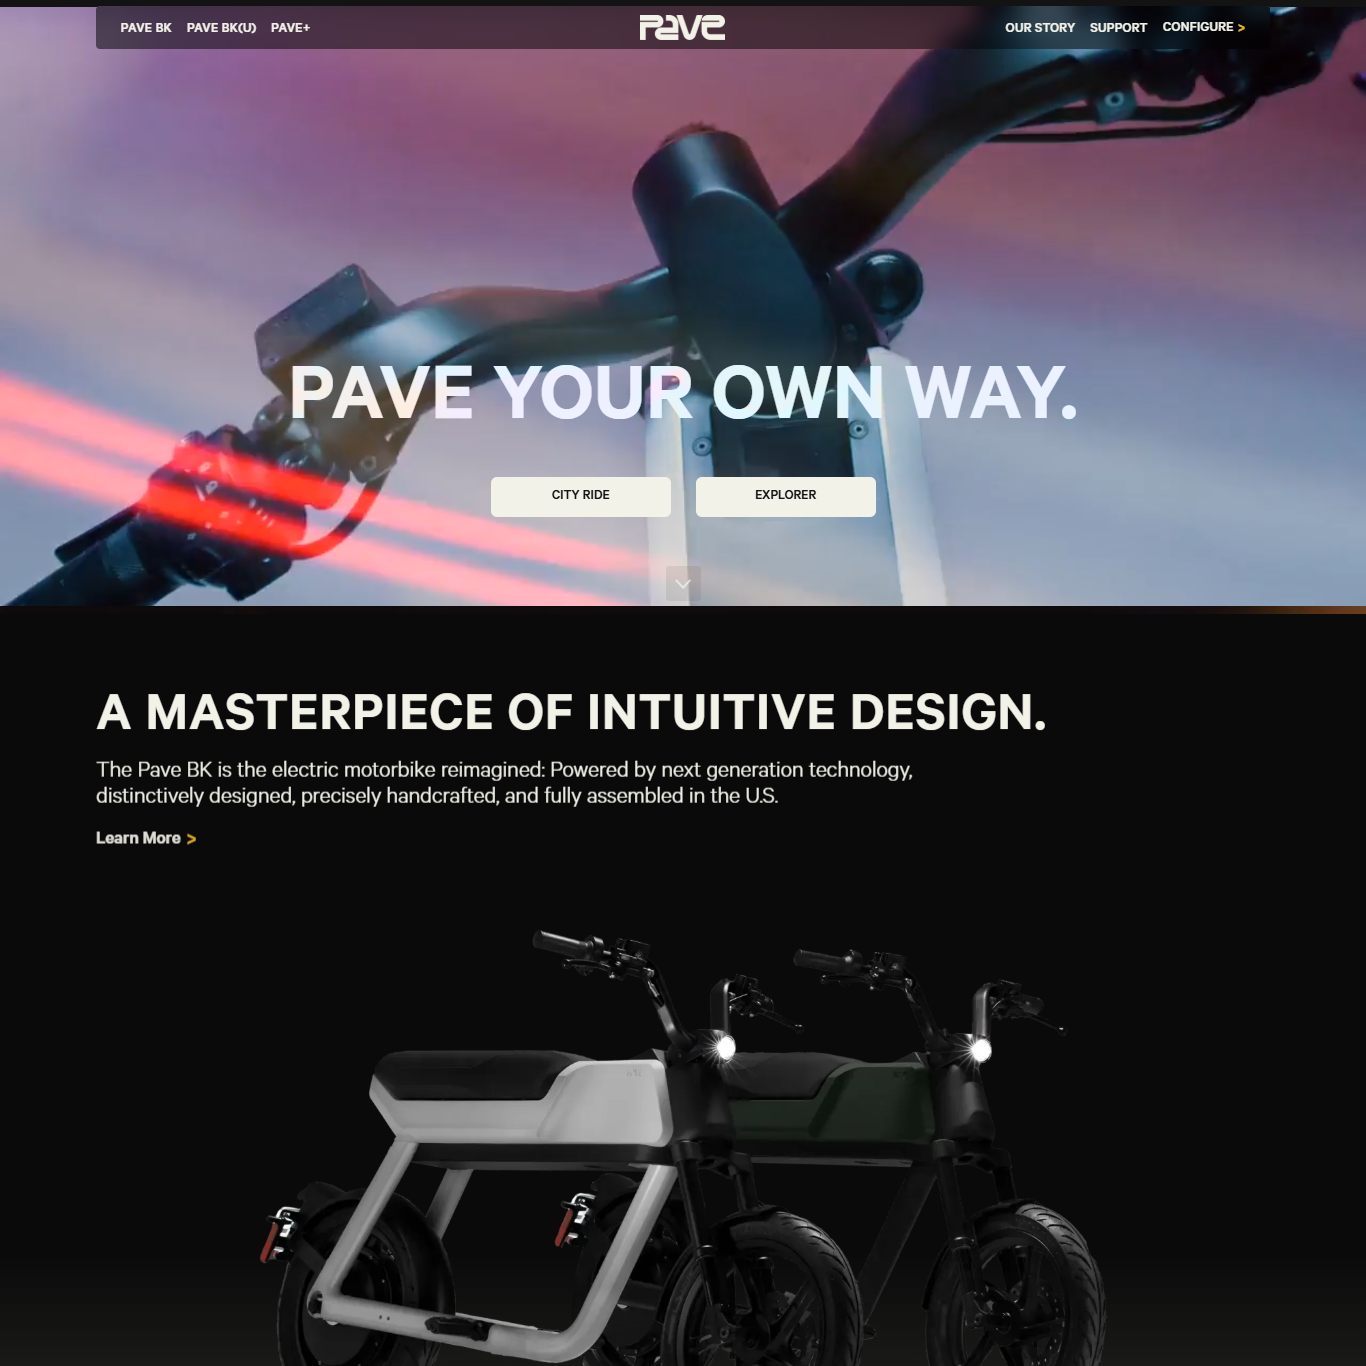 PAVE BK PAVE BK(U) PAVE+ pave OUR STORY SUPPORT CONFIGURE >
PAVE YOUR OWN WAY.
CITY RIDE EXPLORER
A MASTERPIECE OF INTUITIVE DESIGN.
The Pave BK is the electric motorbike reimagined: Powered by next generation technology,
distinctively designed, precisely handcrafted, and fully assembled in the U.S.
Learn More >